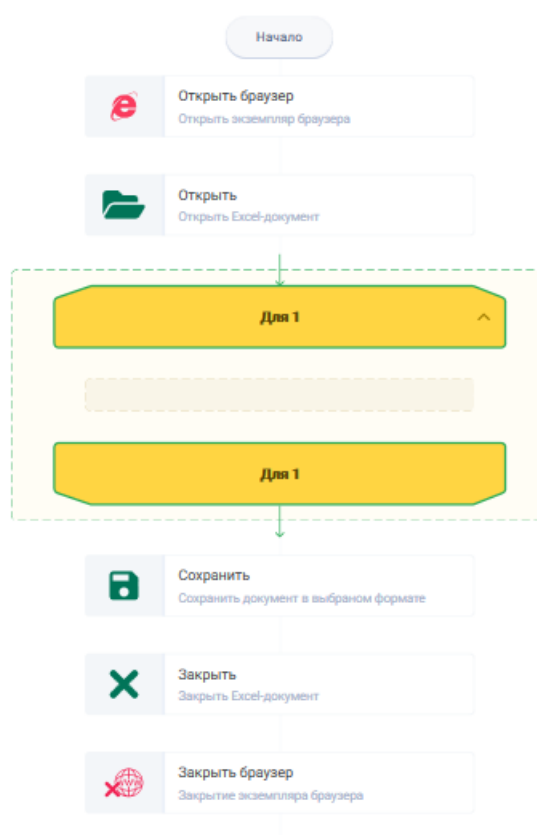 Начало
Открыть браузер
Открыть экземпляр браузера
Открыть
Открыть Excel-документ
Для 1
Для 1
Сохранить
Сохранить документ в выбраном формате
Закрыть
Закрыть Excel-документ
Закрыть браузер
Закрытие экземпляра браузера